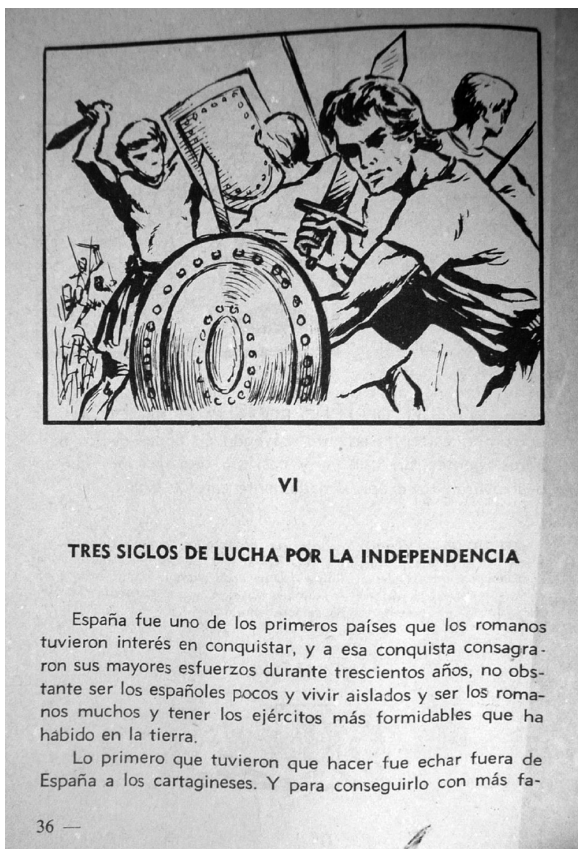 VI
TRES SIGLOS DE LUCHA POR LA INDEPENDENCIA
España fue uno de los primeros países que los romanos
tuvieron interés en conquistar, y a esa conquista consagra-
ron sus mayores esfuerzos durante trescientos años, no obs-
tante ser los españoles pocos y vivir aislados y ser los roma-
nos muchos y tener los ejércitos más formidables que ha
habido en la tierra.
Lo primero que tuvieron que hacer fue echar fuera de
España a los cartagineses. Y para conseguirlo con más fa-
36 —